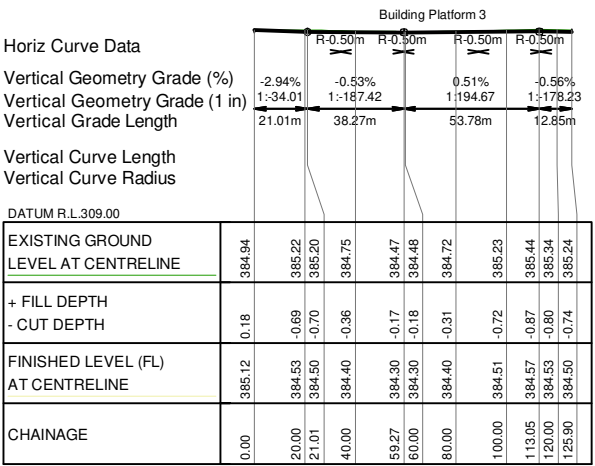 Building Platform 3
Horiz Curve Data R-0.50m R-0.50m R-0.50m R-0.50m
Vertical Geometry Grade (%) -2.94% -0.53% 0.51% -0.56%
Vertical Geometry Grade (1 in) 1:-34.01 1:-187.42 1:194.67 1:-178.23
Vertical Grade Length 21.01m 38.27m 53.78m 12.85m
Vertical Curve Length
Vertical Curve Radius
DATUM R.L.309.00
EXISTING GROUND
LEVEL AT CENTRELINE 384.94 385.22 385.20 384.75 384.47 384.48 384.72 385.23 385.44 385.34 385.24
+ FILL DEPTH
- CUT DEPTH 0.18 -0.69 -0.70 -0.36 -0.17 -0.18 -0.31 -0.72 -0.87 -0.80 -0.74
FINISHED LEVEL (FL)
AT CENTRELINE 385.12 384.53 384.50 384.40 384.30 384.30 384.40 384.51 384.57 384.53 384.50
CHAINAGE 0.00 20.00 21.01 40.00 59.27 60.00 80.00 100.00 113.05 120.00 125.90